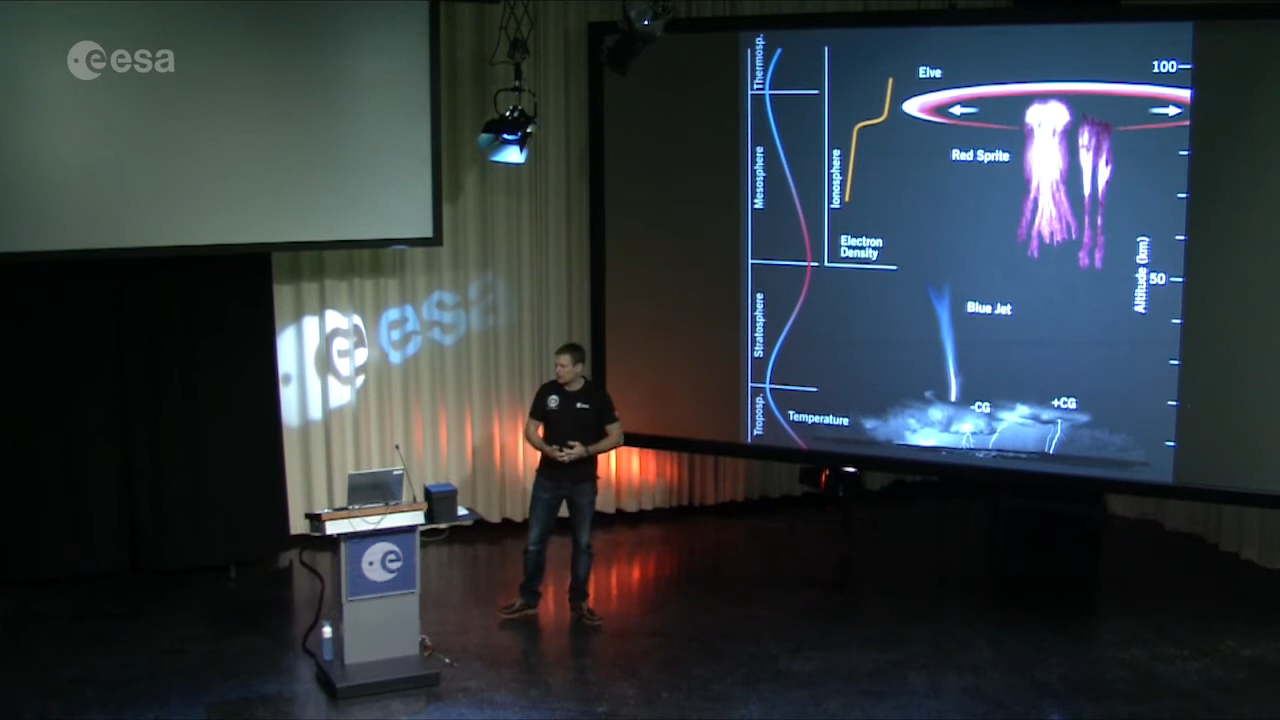 esa
esa
esa
e
Thermosp.
Mesosphere
Stratosphere
Troposp.
Temperature
Ionosphere
Electron
Density
Elve
Red Sprite
Blue Jet
-CG
+CG
100
50
Altitude (km)